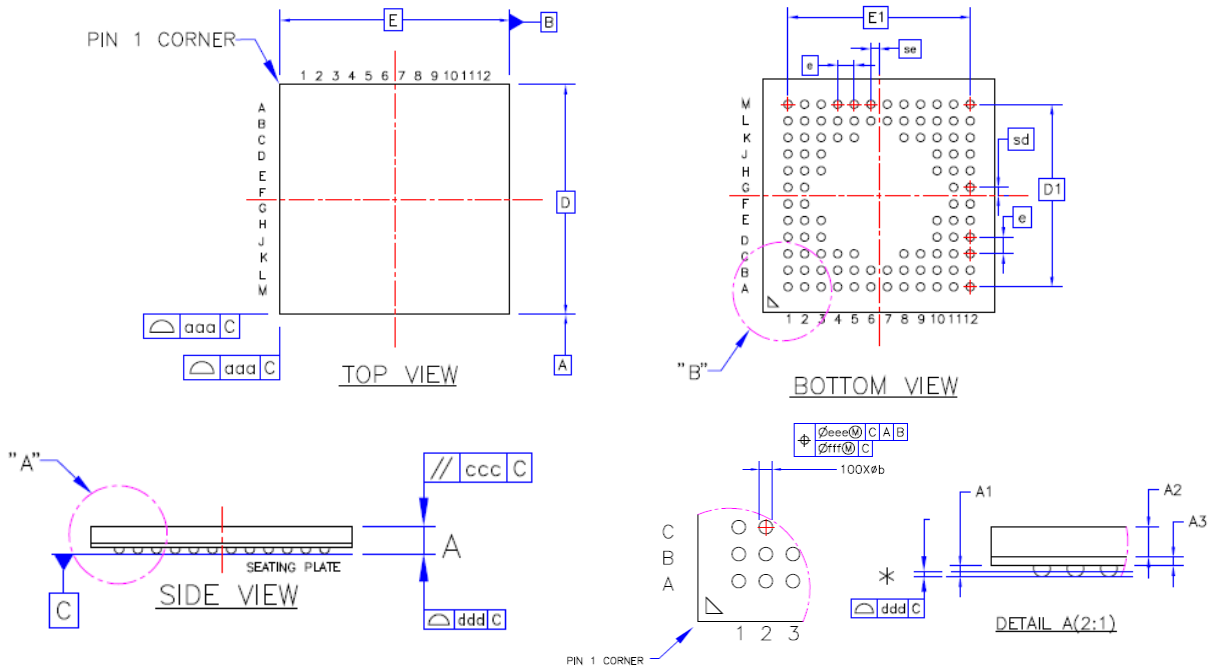 E
B
PIN 1 CORNER
1 2 3 4 5 6 7 8 9 10 11 12
A
B
C
D
E
F
G
H
J
K
L
M
D
aaa C
aaa C
A
TOP VIEW
E1
se
e
M
L
K
J
H
G
F
E
D
C
B
A
sd
D1
e
1 2 3 4 5 6 7 8 9 10 11 12
"B"
BOTTOM VIEW
"A"
// ccc C
A
SEATING PLATE
C
SIDE VIEW
ddd C
Øeee Ⓜ C A B
Øfff Ⓜ C
100XØb
C
B
A
1 2 3
PIN 1 CORNER
A1
A2
A3
*
ddd C
DETAIL A(2:1)